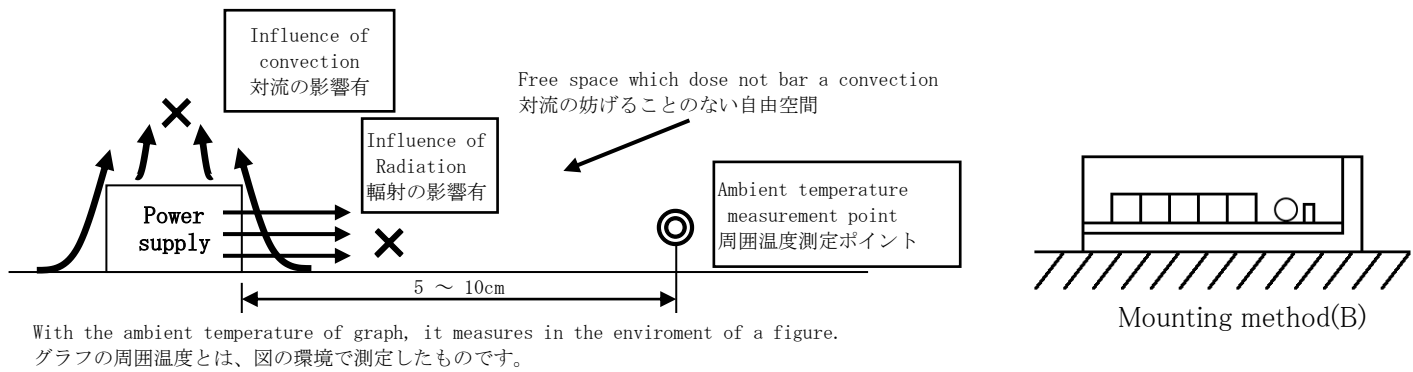 Influence of
convection
対流の影響有
Free space which dose not bar a convection
対流の妨げることのない自由空間
Influence of
Radiation
輻射の影響有
Power
supply
Ambient temperature
measurement point
周囲温度測定ポイント
5 ～ 10cm
Mounting method(B)
With the ambient temperature of graph, it measures in the enviroment of a figure.
グラフの周囲温度とは、図の環境で測定したものです。